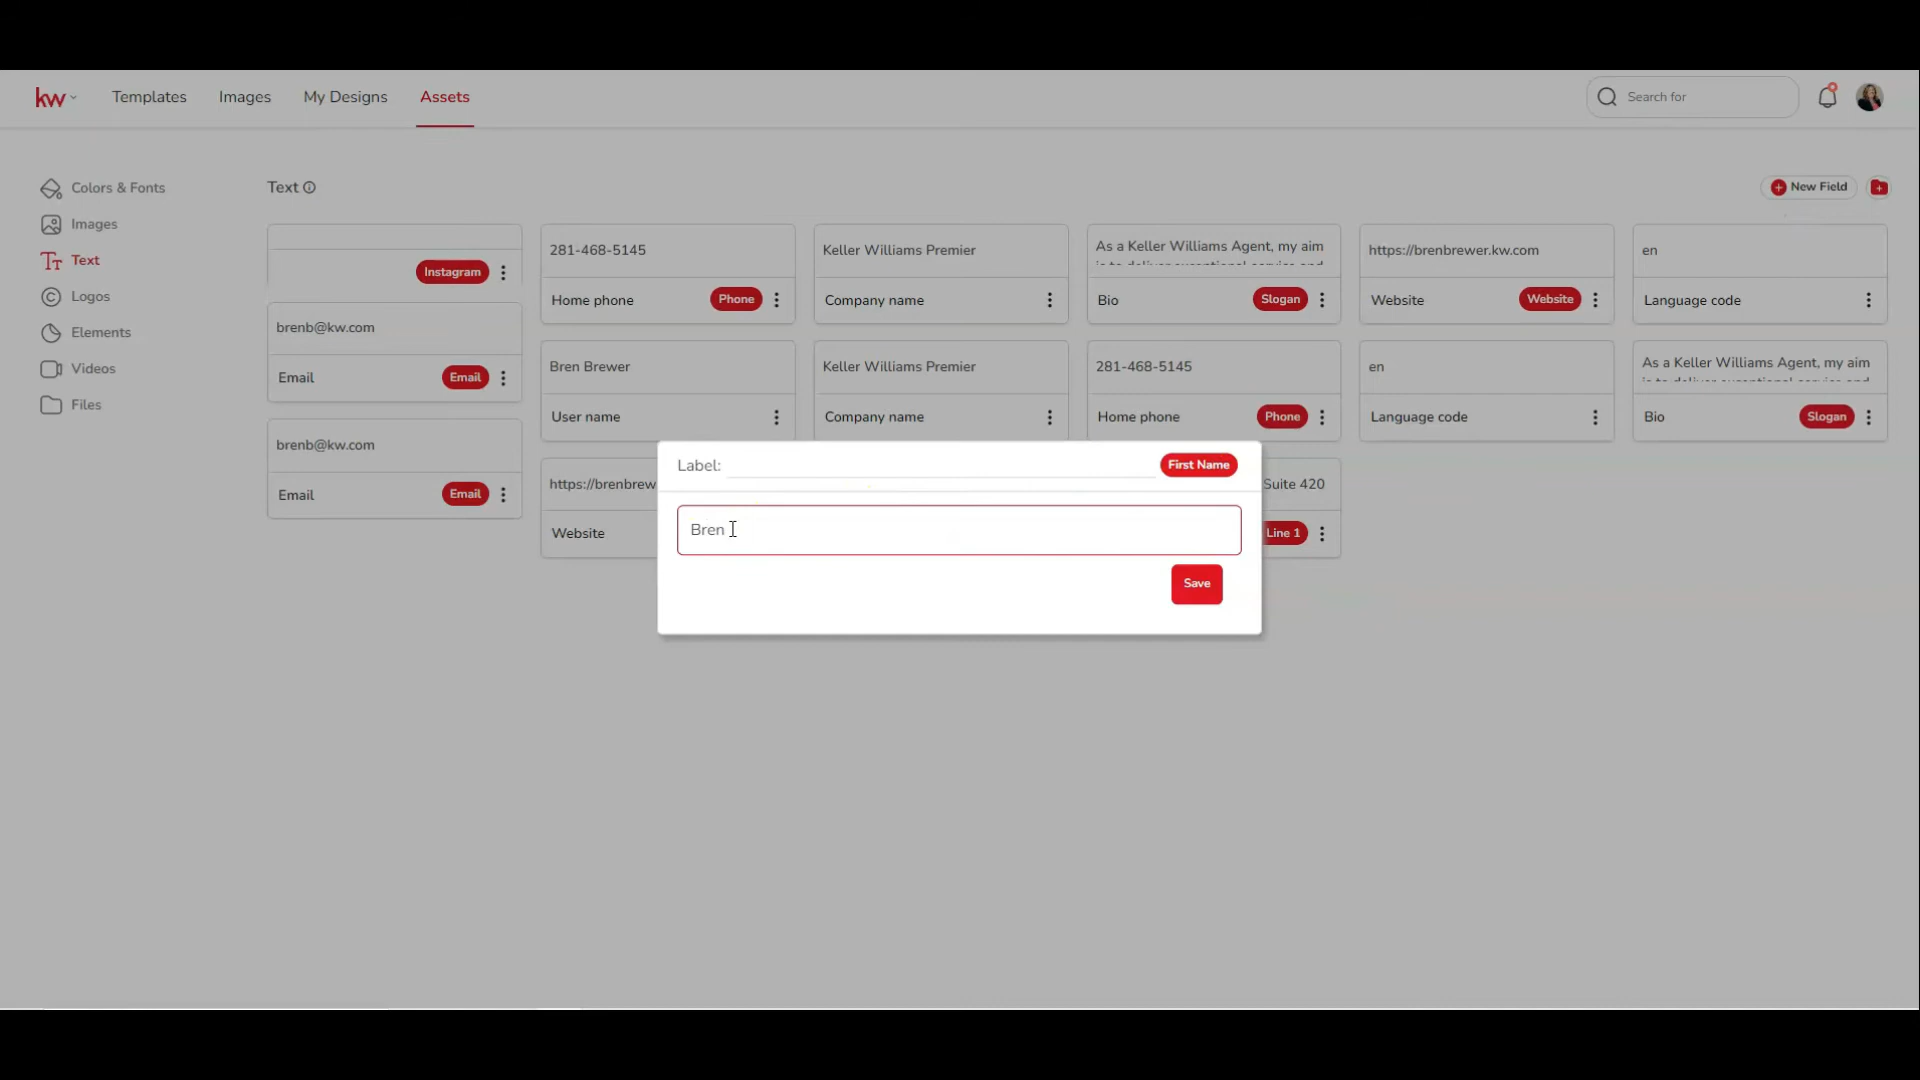 kw
Templates
Images
My Designs
Assets
Search for
Colors & Fonts
Images
Text
Logos
Elements
Videos
Files
Text
New Field
Instagram
281-468-5145
Home phone
Phone
Keller Williams Premier
Company name
As a Keller Williams Agent, my aim
Bio
Slogan
https://brenbrewer.kw.com
Website
Website
en
Language code
brenb@kw.com
Email
Email
Bren Brewer
User name
Keller Williams Premier
Company name
281-468-5145
Home phone
Phone
en
Language code
As a Keller Williams Agent, my aim
Bio
Slogan
brenb@kw.com
Email
Email
https://brenbrew
Website
Suite 420
Line 1
Label:
First Name
Bren
Save